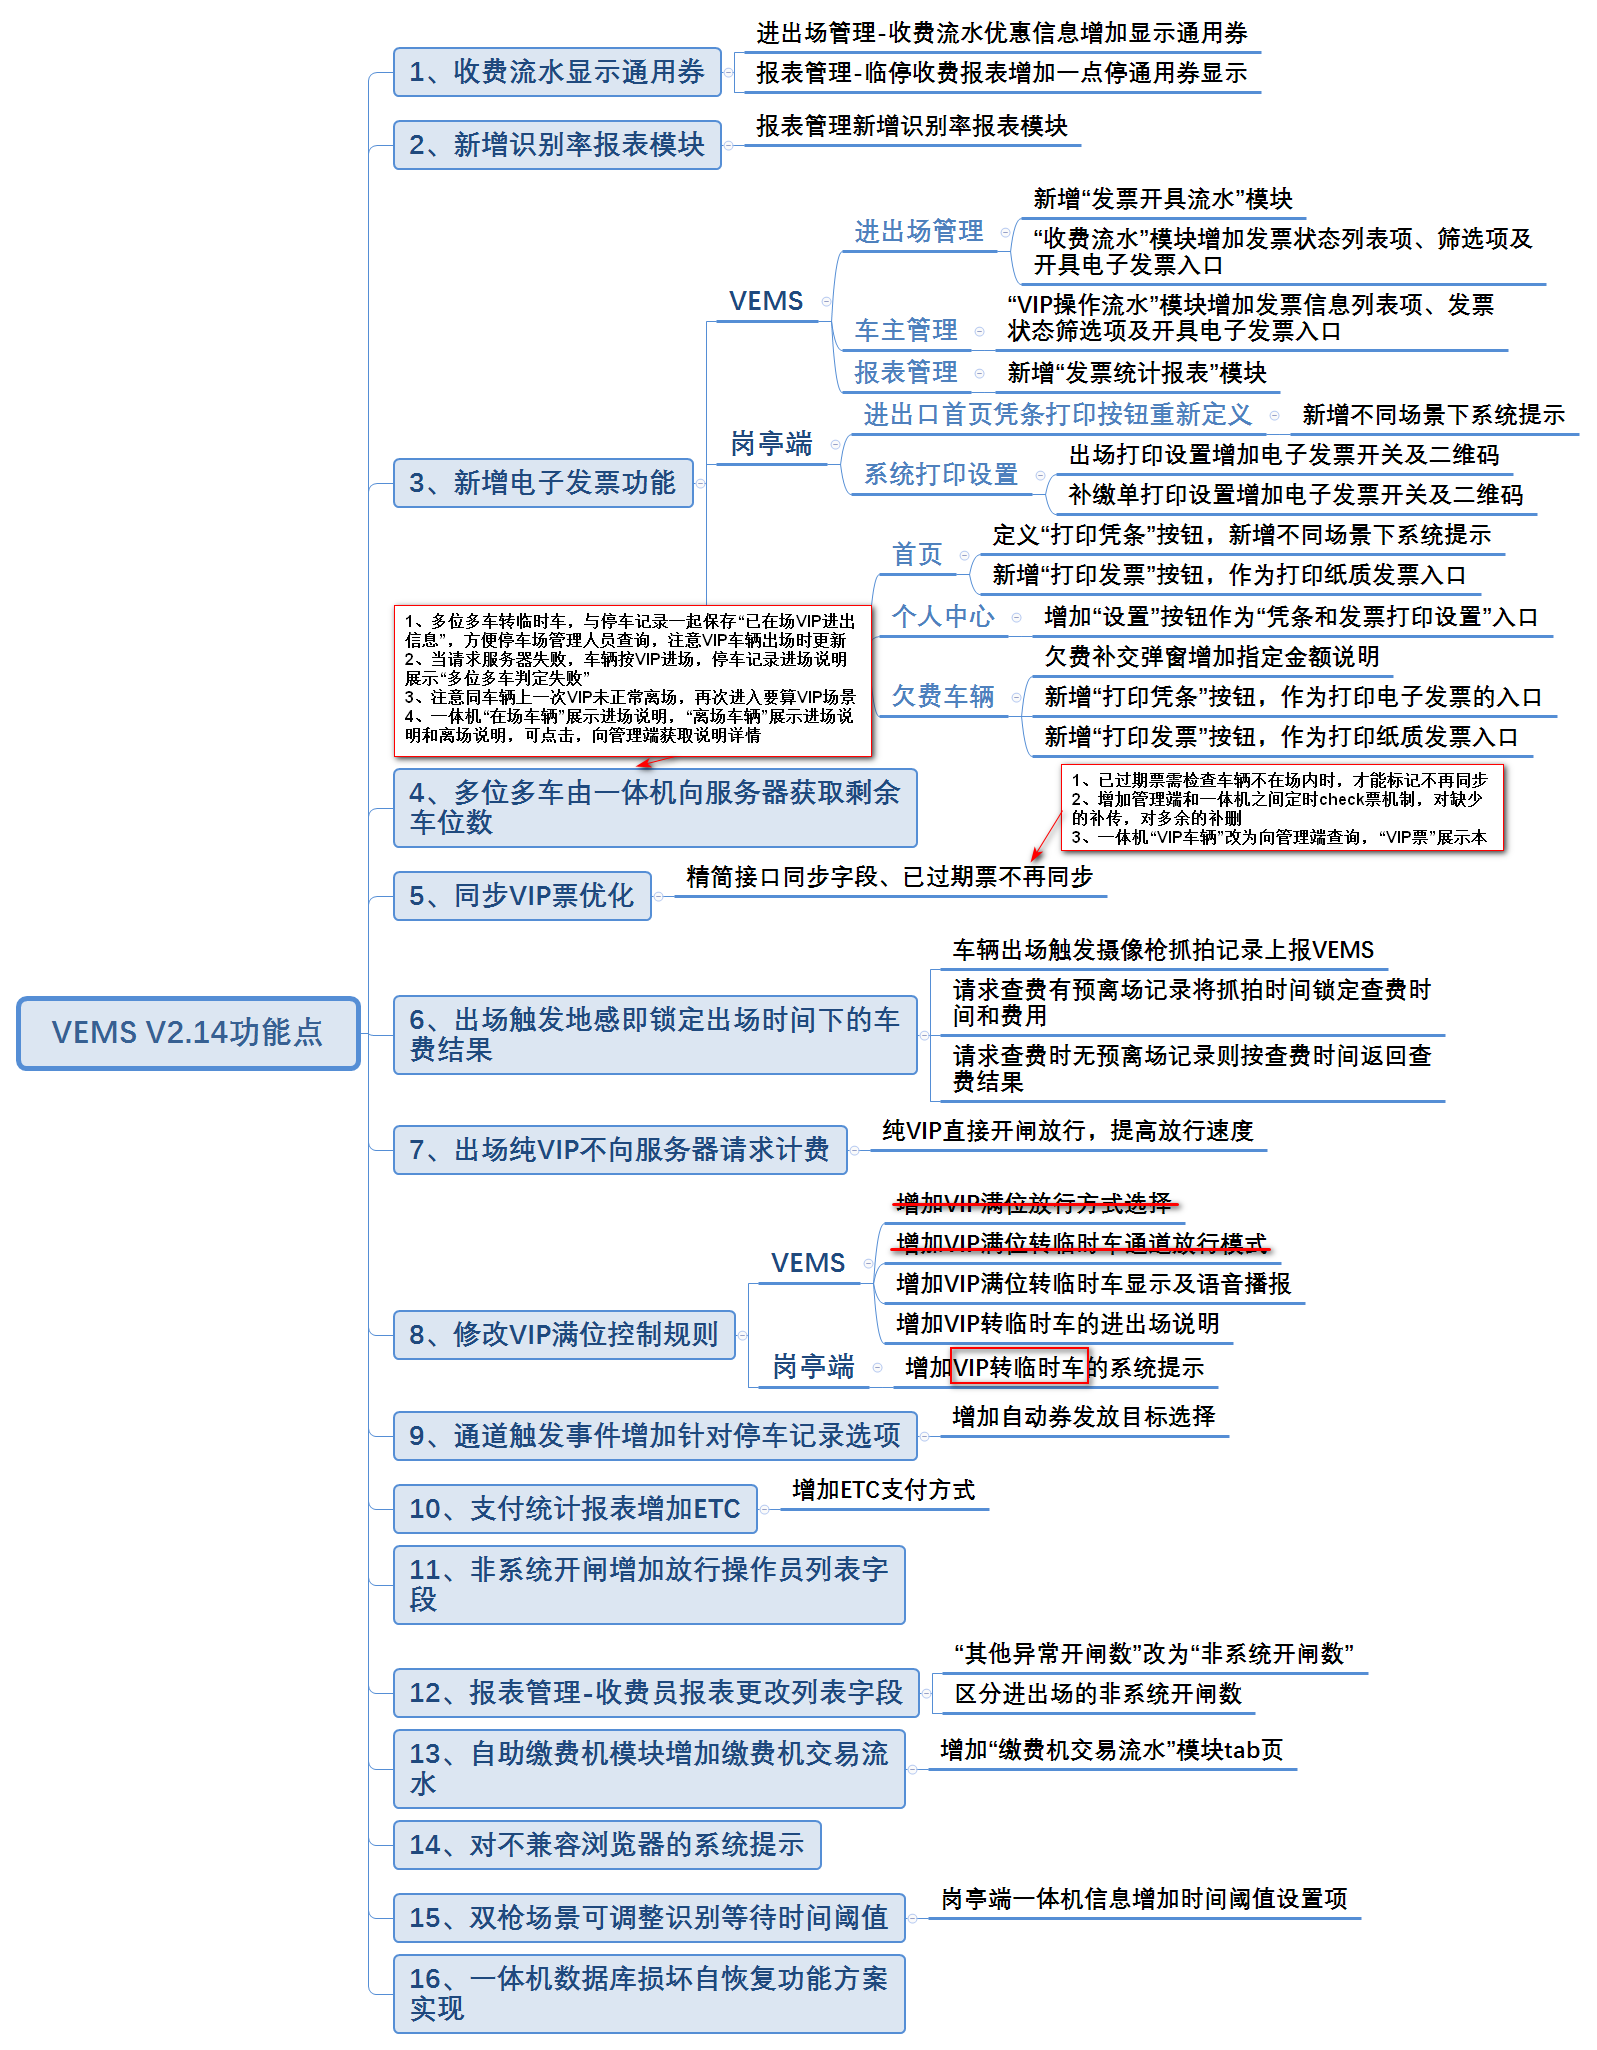 VEMS V2.14功能点
1、收费流水显示通用券
进出场管理-收费流水优惠信息增加显示通用券
报表管理-临停收费报表增加一点停通用券显示
2、新增识别率报表模块
报表管理新增识别率报表模块
3、新增电子发票功能
VEMS
进出场管理
新增“发票开具流水”模块
“收费流水”模块增加发票状态列表项、筛选项及
开具电子发票入口
车主管理
“VIP操作流水”模块增加发票信息列表项、发票
状态筛选项及开具电子发票入口
报表管理
新增“发票统计报表”模块
岗亭端
进出口首页凭条打印按钮重新定义
新增不同场景下系统提示
系统打印设置
出场打印设置增加电子发票开关及二维码
补缴单打印设置增加电子发票开关及二维码
首页
定义“打印凭条”按钮，新增不同场景下系统提示
新增“打印发票”按钮，作为打印纸质发票入口
个人中心
增加“设置”按钮作为“凭条和发票打印设置”入口
欠费车辆
欠费补交弹窗增加指定金额说明
新增“打印凭条”按钮，作为打印电子发票的入口
新增“打印发票”按钮，作为打印纸质发票入口
1、多位多车转临时车，与停车记录一起保存“已在场VIP进出
信息”，方便停车场管理人员查询，注意VIP车辆出场时更新
2、当请求服务器失败，车辆按VIP进场，停车记录进场说明
展示“多位多车判定失败”
3、注意同车辆上一次VIP未正常离场，再次进入要算VIP场景
4、一体机“在场车辆”展示进场说明，“离场车辆”展示进场说
明和离场说明，可点击，向管理端获取说明详情
4、多位多车由一体机向服务器获取剩余
车位数
1、已过期票需检查车辆不在场内时，才能标记不再同步
2、增加管理端和一体机之间定时check票机制，对缺少
的补传，对多余的补删
3、一体机“VIP车辆”改为向管理端查询，“VIP票”展示本
5、同步VIP票优化
精简接口同步字段、已过期票不再同步
6、出场触发地感即锁定出场时间下的车
费结果
车辆出场触发摄像枪抓拍记录上报VEMS
请求查费有预离场记录将抓拍时间锁定查费时
间和费用
请求查费时无预离场记录则按查费时间返回查
费结果
7、出场纯VIP不向服务器请求计费
纯VIP直接开闸放行，提高放行速度
8、修改VIP满位控制规则
VEMS
增加VIP满位放行方式选择
增加VIP满位转临时车通道放行模式
增加VIP满位转临时车显示及语音播报
增加VIP转临时车的进出场说明
岗亭端
增加VIP转临时车的系统提示
9、通道触发事件增加针对停车记录选项
增加自动券发放目标选择
10、支付统计报表增加ETC
增加ETC支付方式
11、非系统开闸增加放行操作员列表字
段
12、报表管理-收费员报表更改列表字段
“其他异常开闸数”改为“非系统开闸数”
区分进出场的非系统开闸数
13、自助缴费机模块增加缴费机交易流
水
增加“缴费机交易流水”模块tab页
14、对不兼容浏览器的系统提示
15、双枪场景可调整识别等待时间阈值
岗亭端一体机信息增加时间阈值设置项
16、一体机数据库损坏自恢复功能方案
实现